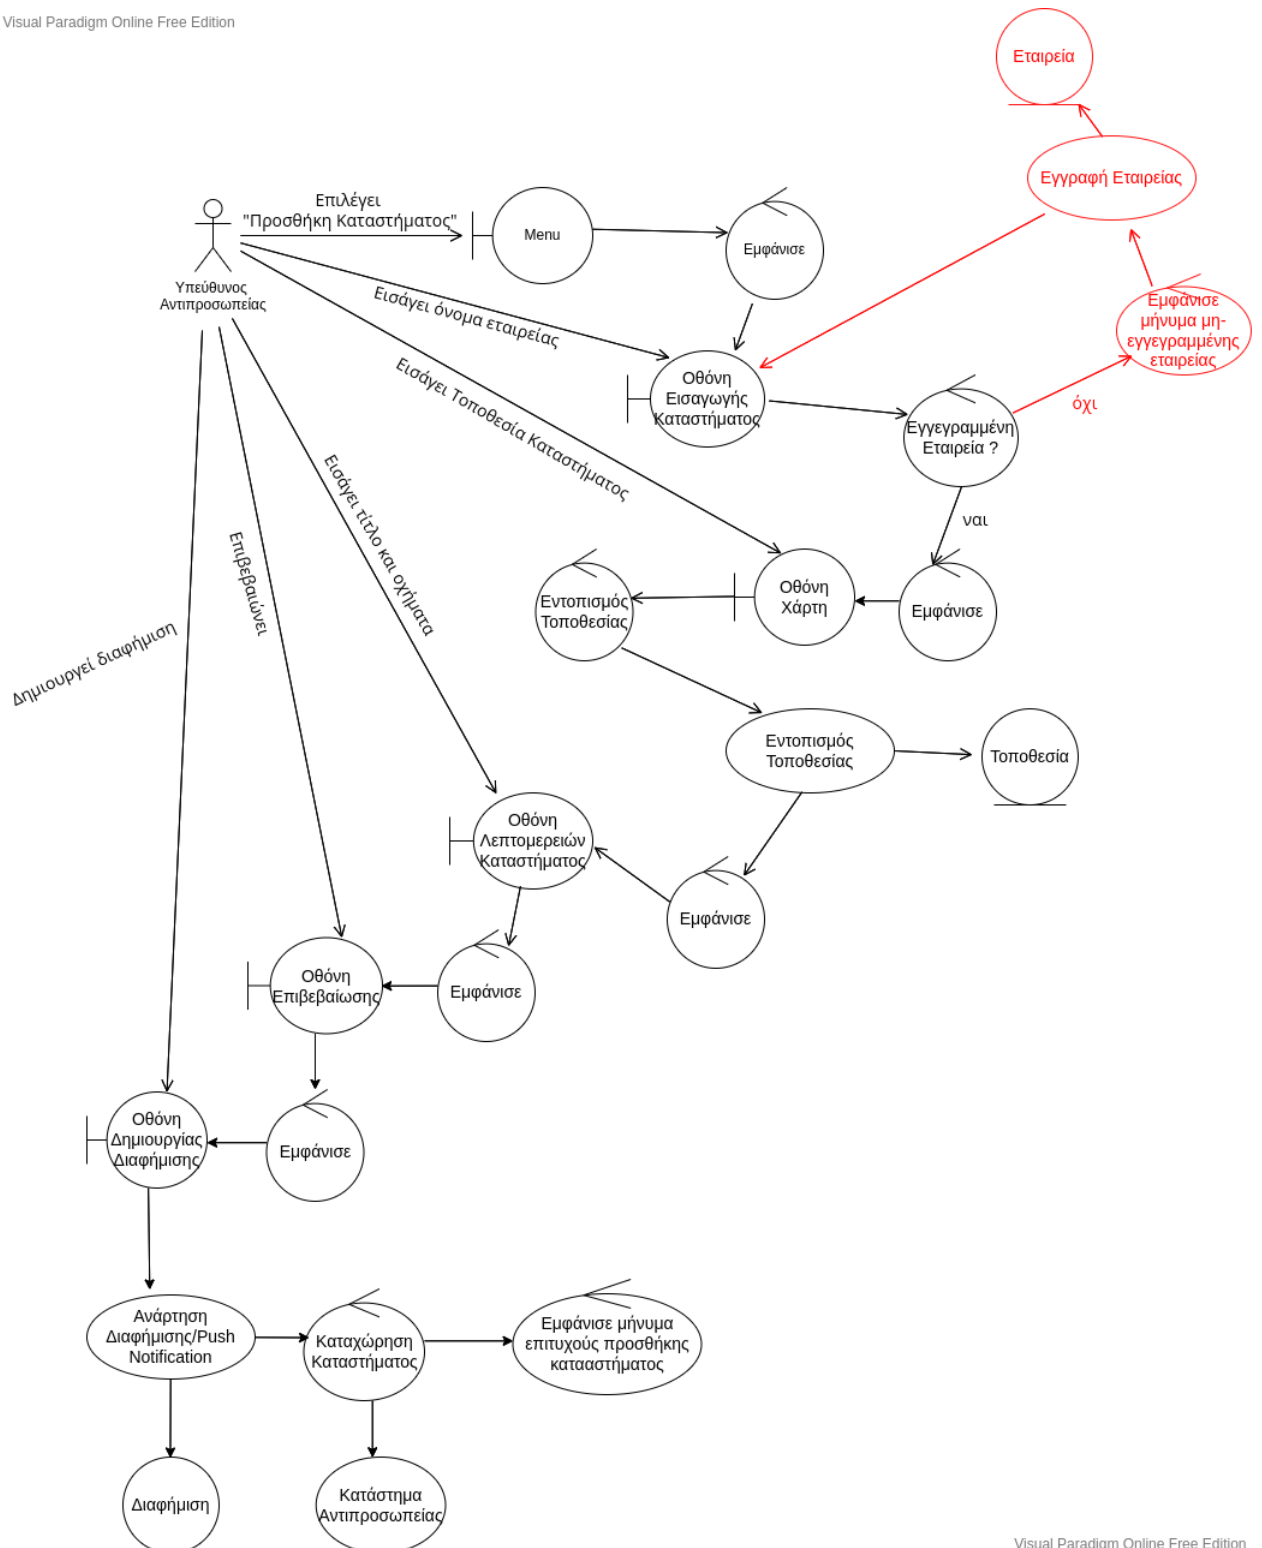 Visual Paradigm Online Free Edition
Εταιρεία
Εγγραφή Εταιρείας
Επιλέγει
"Προσθήκη Καταστήματος"
Menu
Εμφάνισε
Υπεύθυνος
Αντιπροσωπείας
Εμφάνισε
μήνυμα μη-
εγγεγραμμένης
εταιρείας
Εισάγει όνομα εταιρείας
Οθόνη
Εισαγωγής
Καταστήματος
όχι
Εγγεγραμμένη
Εταιρεία ?
Εισάγει Τοποθεσία Καταστήματος
ναι
Εισάγει τίτλο και οχήματα
Επιβεβαιώνει
Δημιουργεί διαφήμιση
Εντοπισμός
Τοποθεσίας
Οθόνη
Χάρτη
Εμφάνισε
Εντοπισμός
Τοποθεσίας
Τοποθεσία
Οθόνη
Λεπτομερειών
Καταστήματος
Εμφάνισε
Οθόνη
Επιβεβαίωσης
Εμφάνισε
Οθόνη
Δημιουργίας
Διαφήμισης
Εμφάνισε
Ανάρτηση
Διαφήμισης/Push
Notification
Καταχώρηση
Καταστήματος
Εμφάνισε μήνυμα
επιτυχούς προσθήκης
κατααστήματος
Διαφήμιση
Κατάστημα
Αντιπροσωπείας
Visual Paradigm Online Free Edition